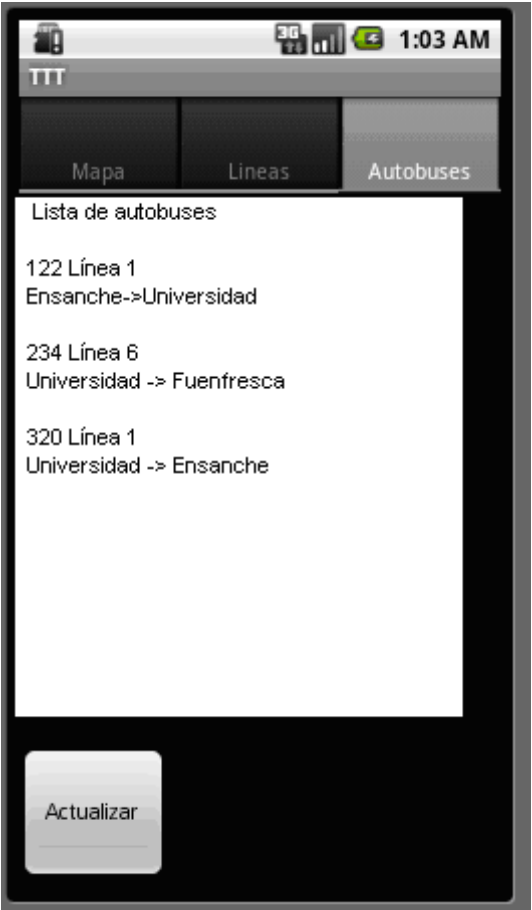 3G 1:03 AM
TTT
Mapa Lineas Autobuses
Lista de autobuses
122 Línea 1
Ensanche->Universidad
234 Línea 6
Universidad -> Fuenfresca
320 Línea 1
Universidad -> Ensanche
Actualizar